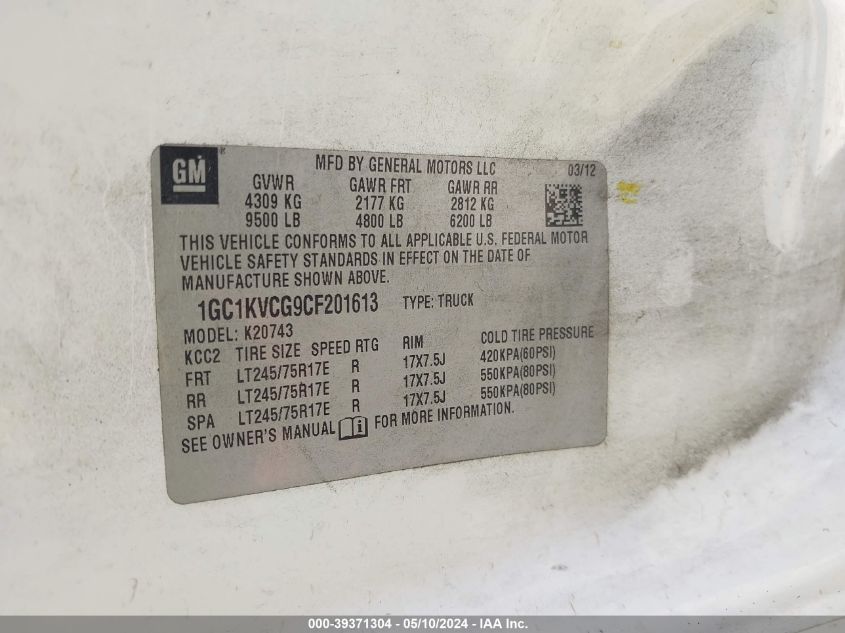 GM
MFD BY GENERAL MOTORS LLC 03/12
GVWR GAWR FRT GAWR RR
4309 KG 2177 KG 2812 KG
9500 LB 4800 LB 6200 LB
THIS VEHICLE CONFORMS TO ALL APPLICABLE U.S. FEDERAL MOTOR
VEHICLE SAFETY STANDARDS IN EFFECT ON THE DATE OF
MANUFACTURE SHOWN ABOVE.
1GC1KVCG9CF201613 TYPE: TRUCK
MODEL: K20743
KCC2 TIRE SIZE SPEED RTG RIM COLD TIRE PRESSURE
FRT LT245/75R17E R 17X7.5J 420KPA(60PSI)
RR LT245/75R17E R 17X7.5J 550KPA(80PSI)
SPA LT245/75R17E R 17X7.5J 550KPA(80PSI)
SEE OWNER'S MANUAL FOR MORE INFORMATION.
000-39371304 - 05/10/2024 - IAA Inc.